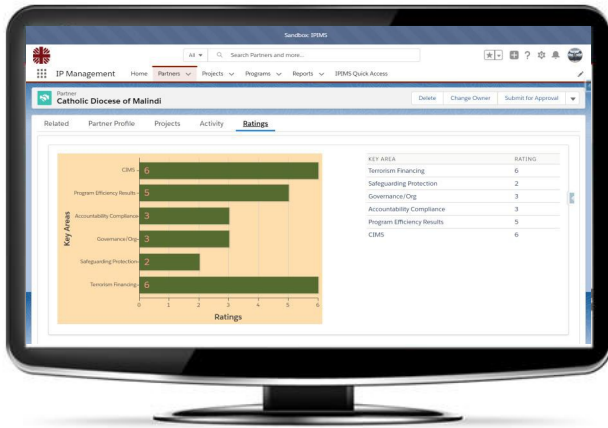 Sandbox: IPIMS
All
Search Partners and more...
IP Management Home Partners Projects Programs Reports IPIMS Quick Access
Partner
Catholic Diocese of Malindi
Delete Change Owner Submit for Approval
Related Partner Profile Projects Activity Ratings
Key Areas
CIMS 6
Program Efficiency Results 5
Accountability Compliance 3
Governance/Org 3
Safeguarding Protection 2
Terrorism Financing 6
0 1 2 3 4 5 6
Ratings
KEY AREA RATING
Terrorism Financing 6
Safeguarding Protection 2
Governance/Org 3
Accountability Compliance 3
Program Efficiency Results 5
CIMS 6